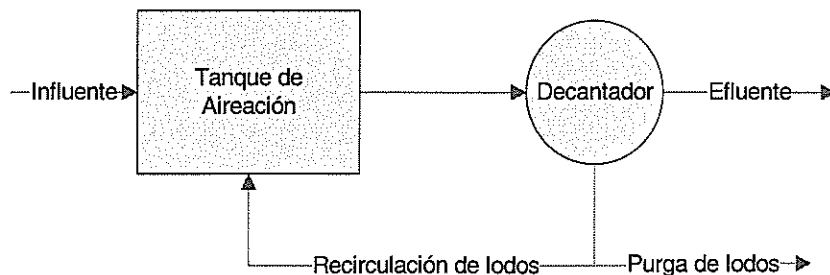 Influente
Tanque de
Aireación
Decantador
Efluente
Recirculación de lodos
Purga de lodos